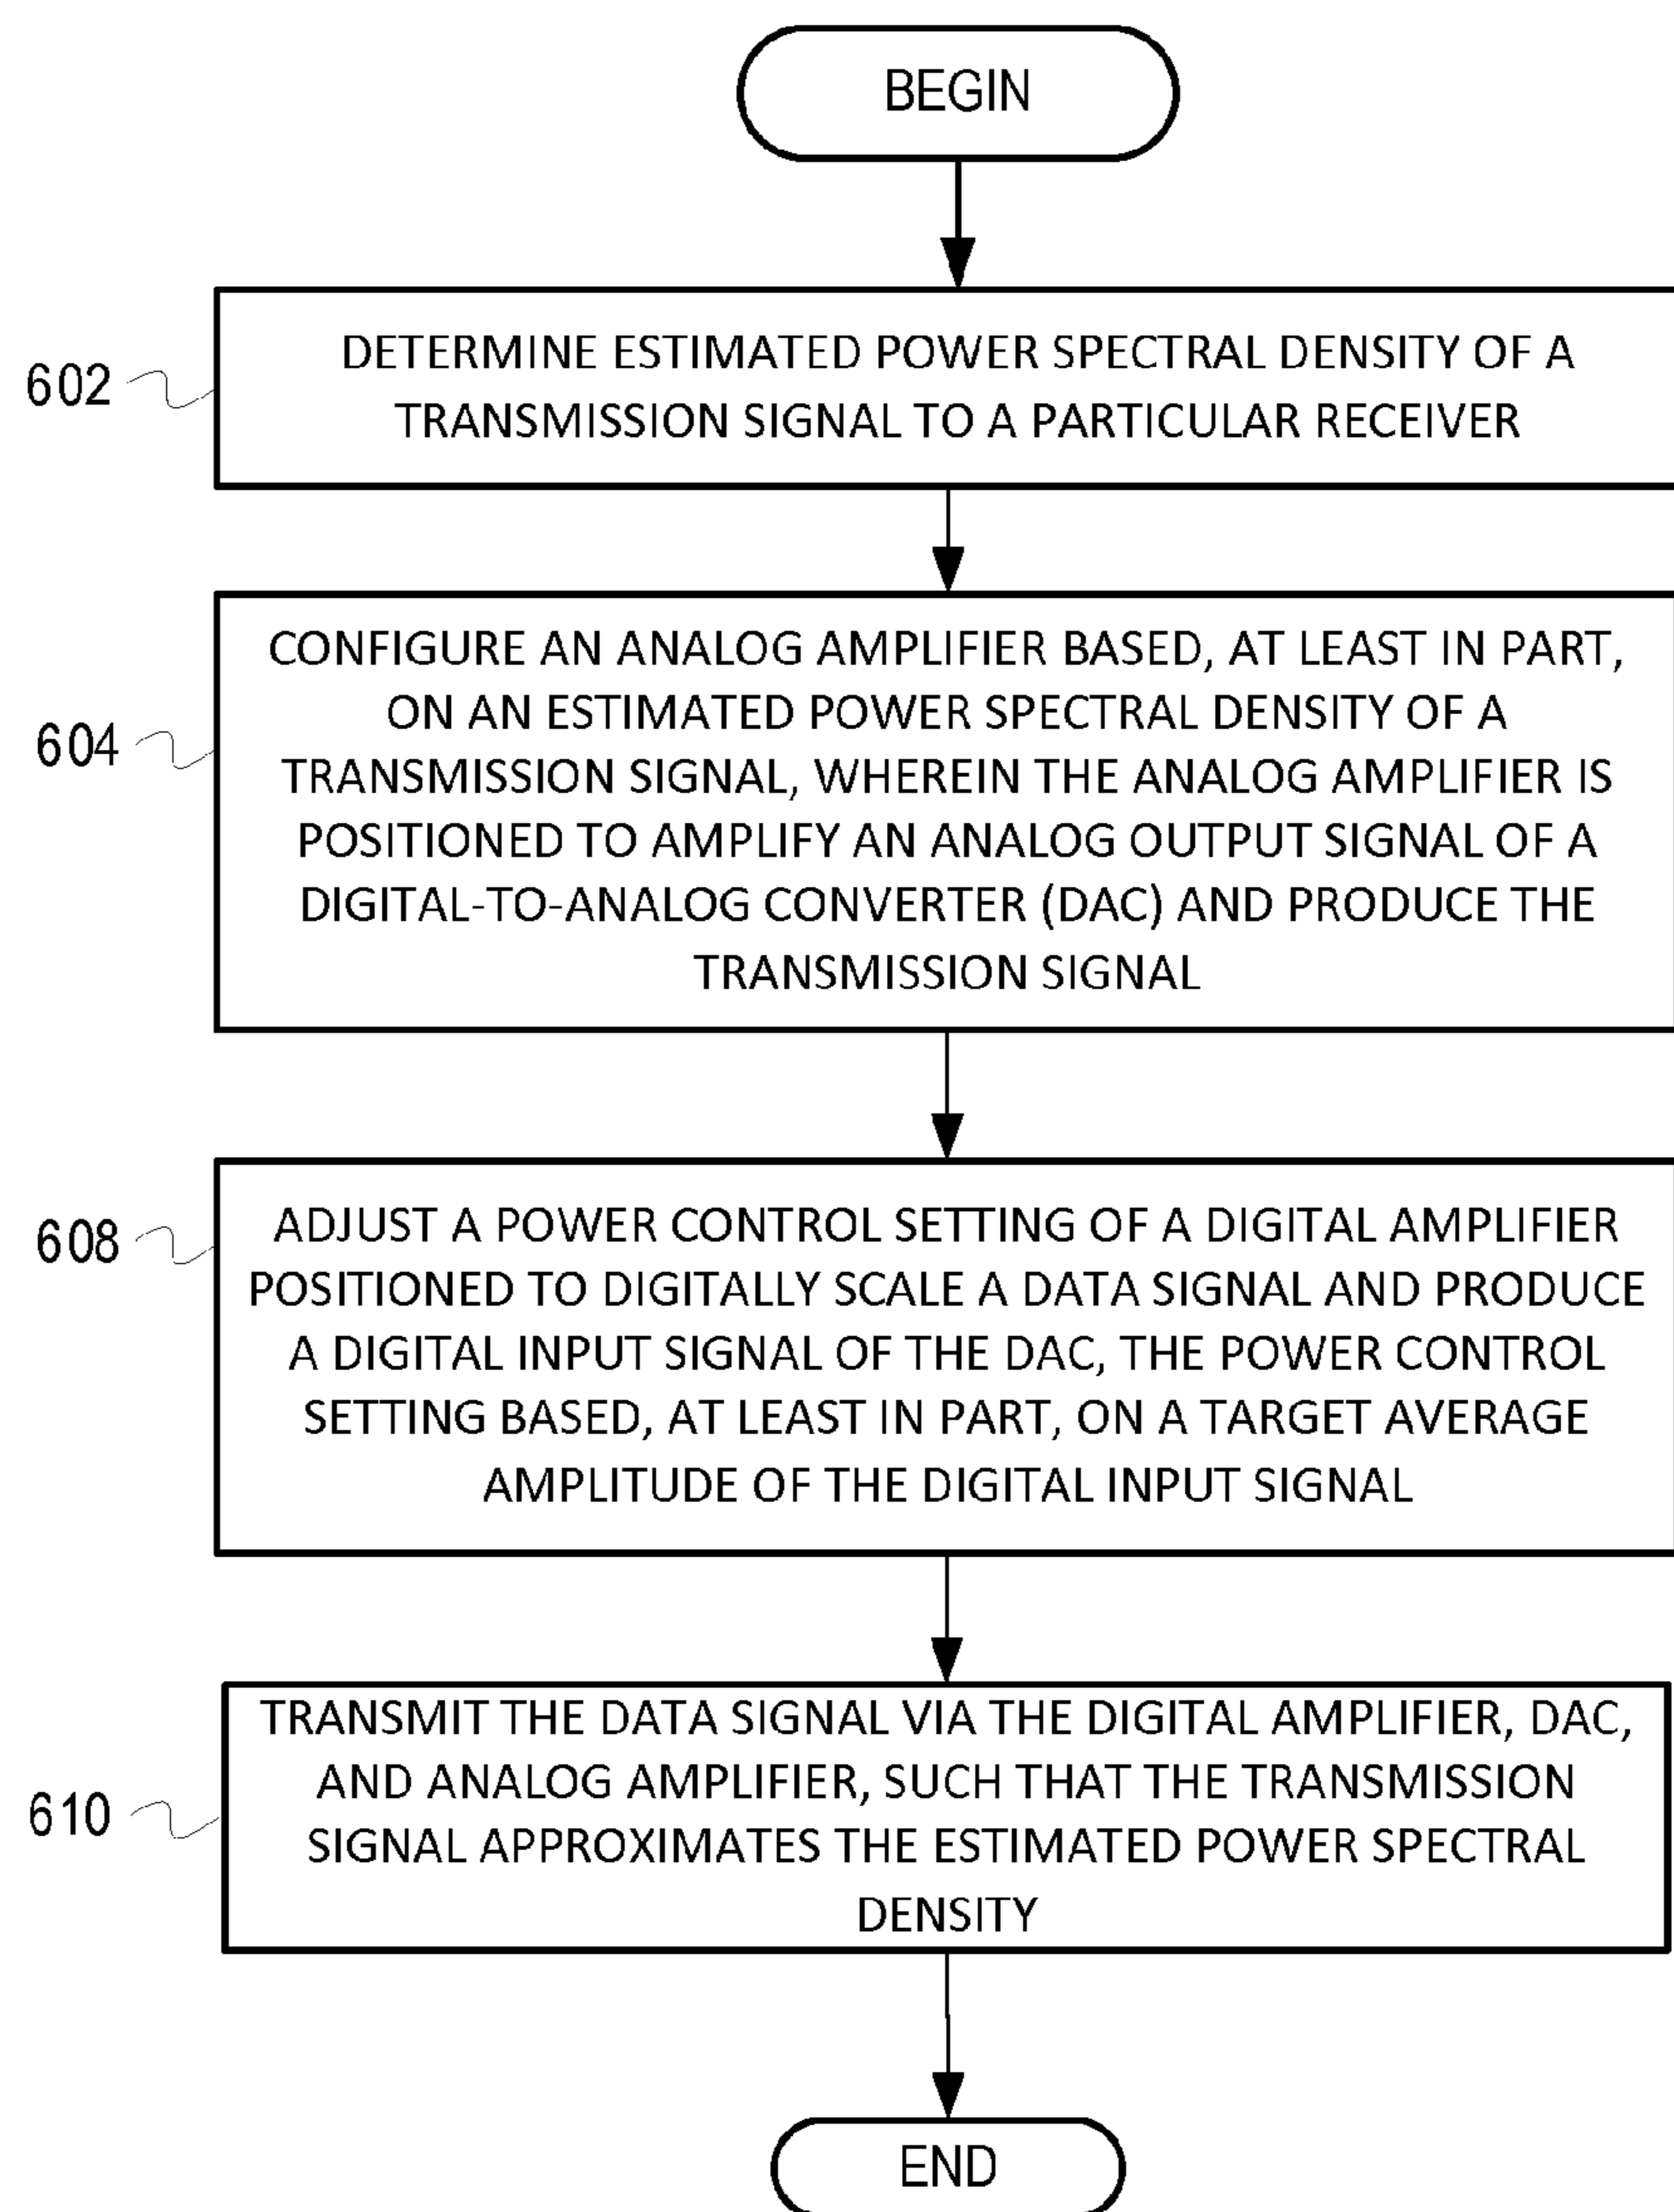 BEGIN
602
DETERMINE ESTIMATED POWER SPECTRAL DENSITY OF A
TRANSMISSION SIGNAL TO A PARTICULAR RECEIVER
604
CONFIGURE AN ANALOG AMPLIFIER BASED, AT LEAST IN PART,
ON AN ESTIMATED POWER SPECTRAL DENSITY OF A
TRANSMISSION SIGNAL, WHEREIN THE ANALOG AMPLIFIER IS
POSITIONED TO AMPLIFY AN ANALOG OUTPUT SIGNAL OF A
DIGITAL-TO-ANALOG CONVERTER (DAC) AND PRODUCE THE
TRANSMISSION SIGNAL
608
ADJUST A POWER CONTROL SETTING OF A DIGITAL AMPLIFIER
POSITIONED TO DIGITALLY SCALE A DATA SIGNAL AND PRODUCE
A DIGITAL INPUT SIGNAL OF THE DAC, THE POWER CONTROL
SETTING BASED, AT LEAST IN PART, ON A TARGET AVERAGE
AMPLITUDE OF THE DIGITAL INPUT SIGNAL
610
TRANSMIT THE DATA SIGNAL VIA THE DIGITAL AMPLIFIER, DAC,
AND ANALOG AMPLIFIER, SUCH THAT THE TRANSMISSION
SIGNAL APPROXIMATES THE ESTIMATED POWER SPECTRAL
DENSITY
END